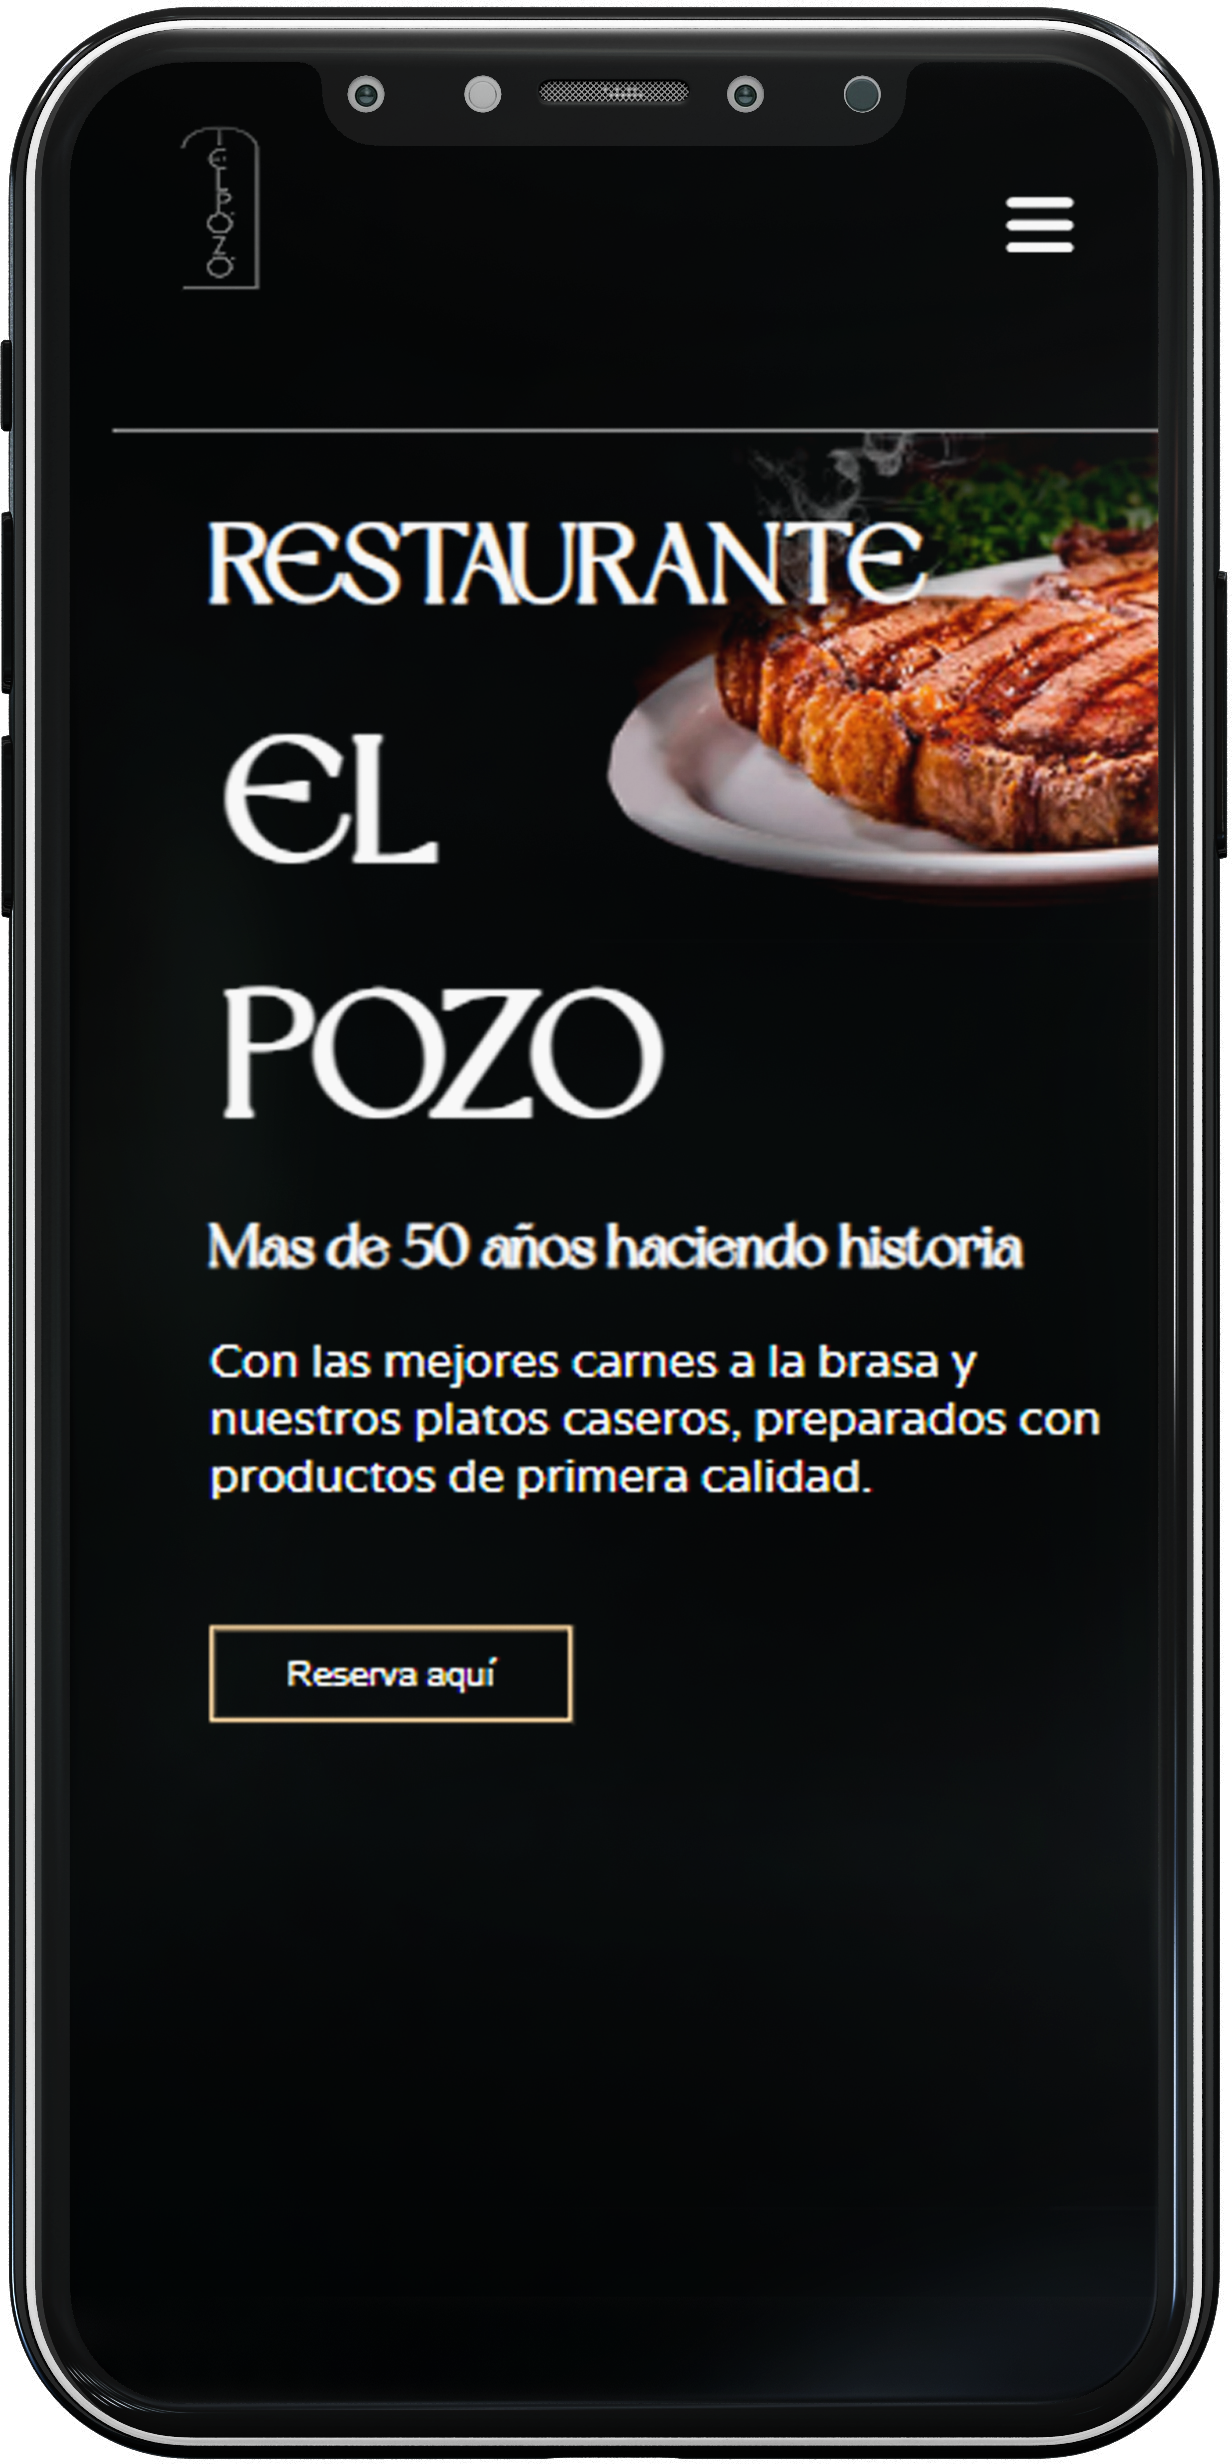 EL POZO
RESTAURANTE
EL
POZO
Mas de 50 años haciendo historia
Con las mejores carnes a la brasa y
nuestros platos caseros, preparados con
productos de primera calidad.
Reserva aquí